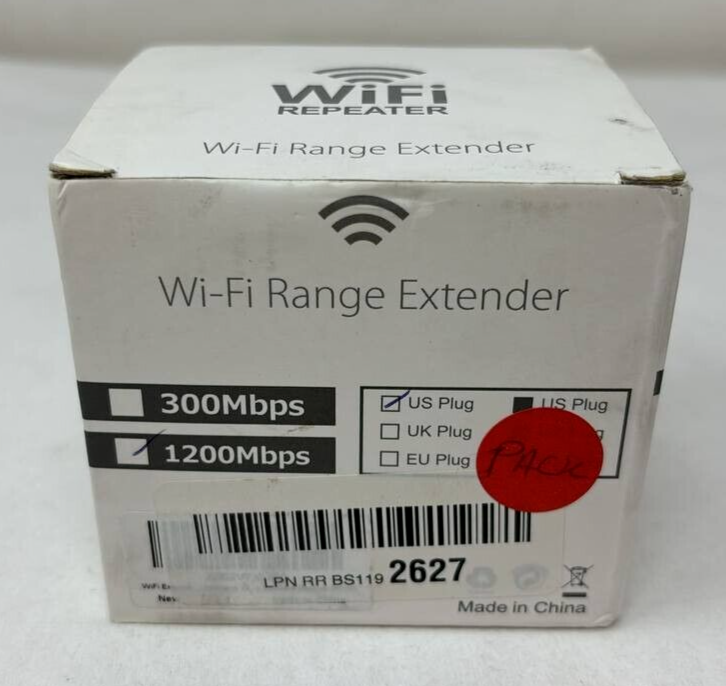 WiFi
REPEATER
Wi-Fi Range Extender
Wi-Fi Range Extender
300Mbps
1200Mbps
US Plug
UK Plug
EU Plug
US Plug
PACK
LPN RR BS119 2627
Made in China